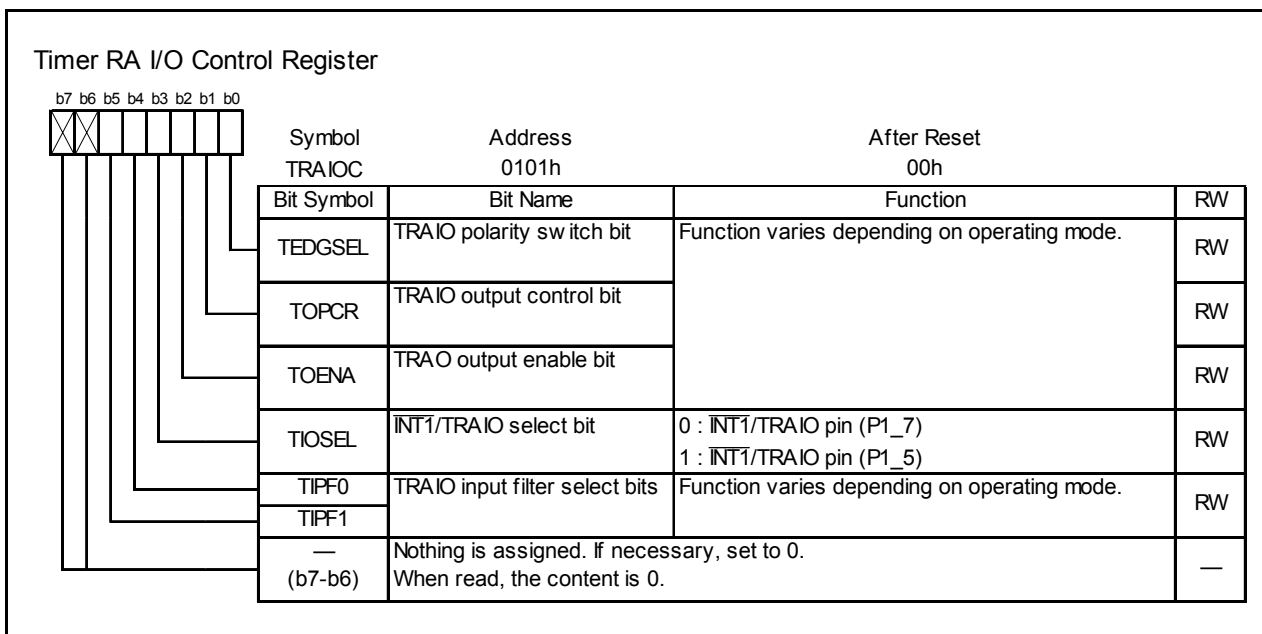 Timer RA I/O Control Register
b7 b6 b5 b4 b3 b2 b1 b0
Symbol Address After Reset
TRAIOC 0101h 00h
Bit Symbol Bit Name Function RW
TEDGSEL TRAIO polarity switch bit Function varies depending on operating mode. RW
TOPCR TRAIO output control bit RW
TOENA TRAO output enable bit RW
TIOSEL INT1/TRAIO select bit 0 : INT1/TRAIO pin (P1_7) RW
1 : INT1/TRAIO pin (P1_5)
TIPF0 TRAIO input filter select bits Function varies depending on operating mode. RW
TIPF1
— Nothing is assigned. If necessary, set to 0. —
(b7-b6) When read, the content is 0.